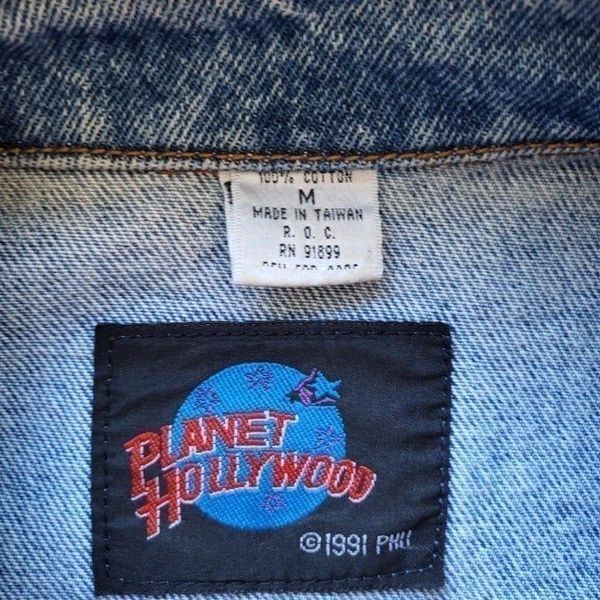 100% COTTON
M
MADE IN TAIWAN
R. O. C.
RN 91899
PLANET
HOLLYWOOD
©1991 PHII